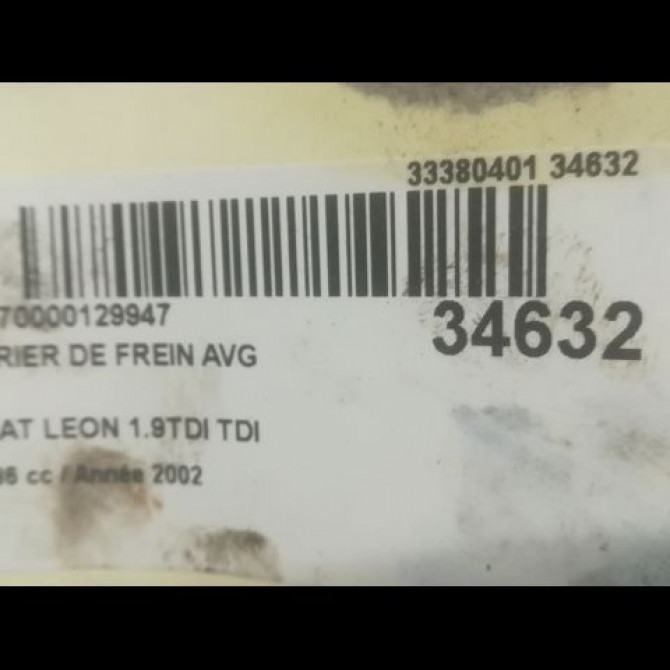 33380401 34632
70000129947
34632
RIER DE FREIN AVG
AT LEON 1.9TDI TDI
96 cc / Année 2002